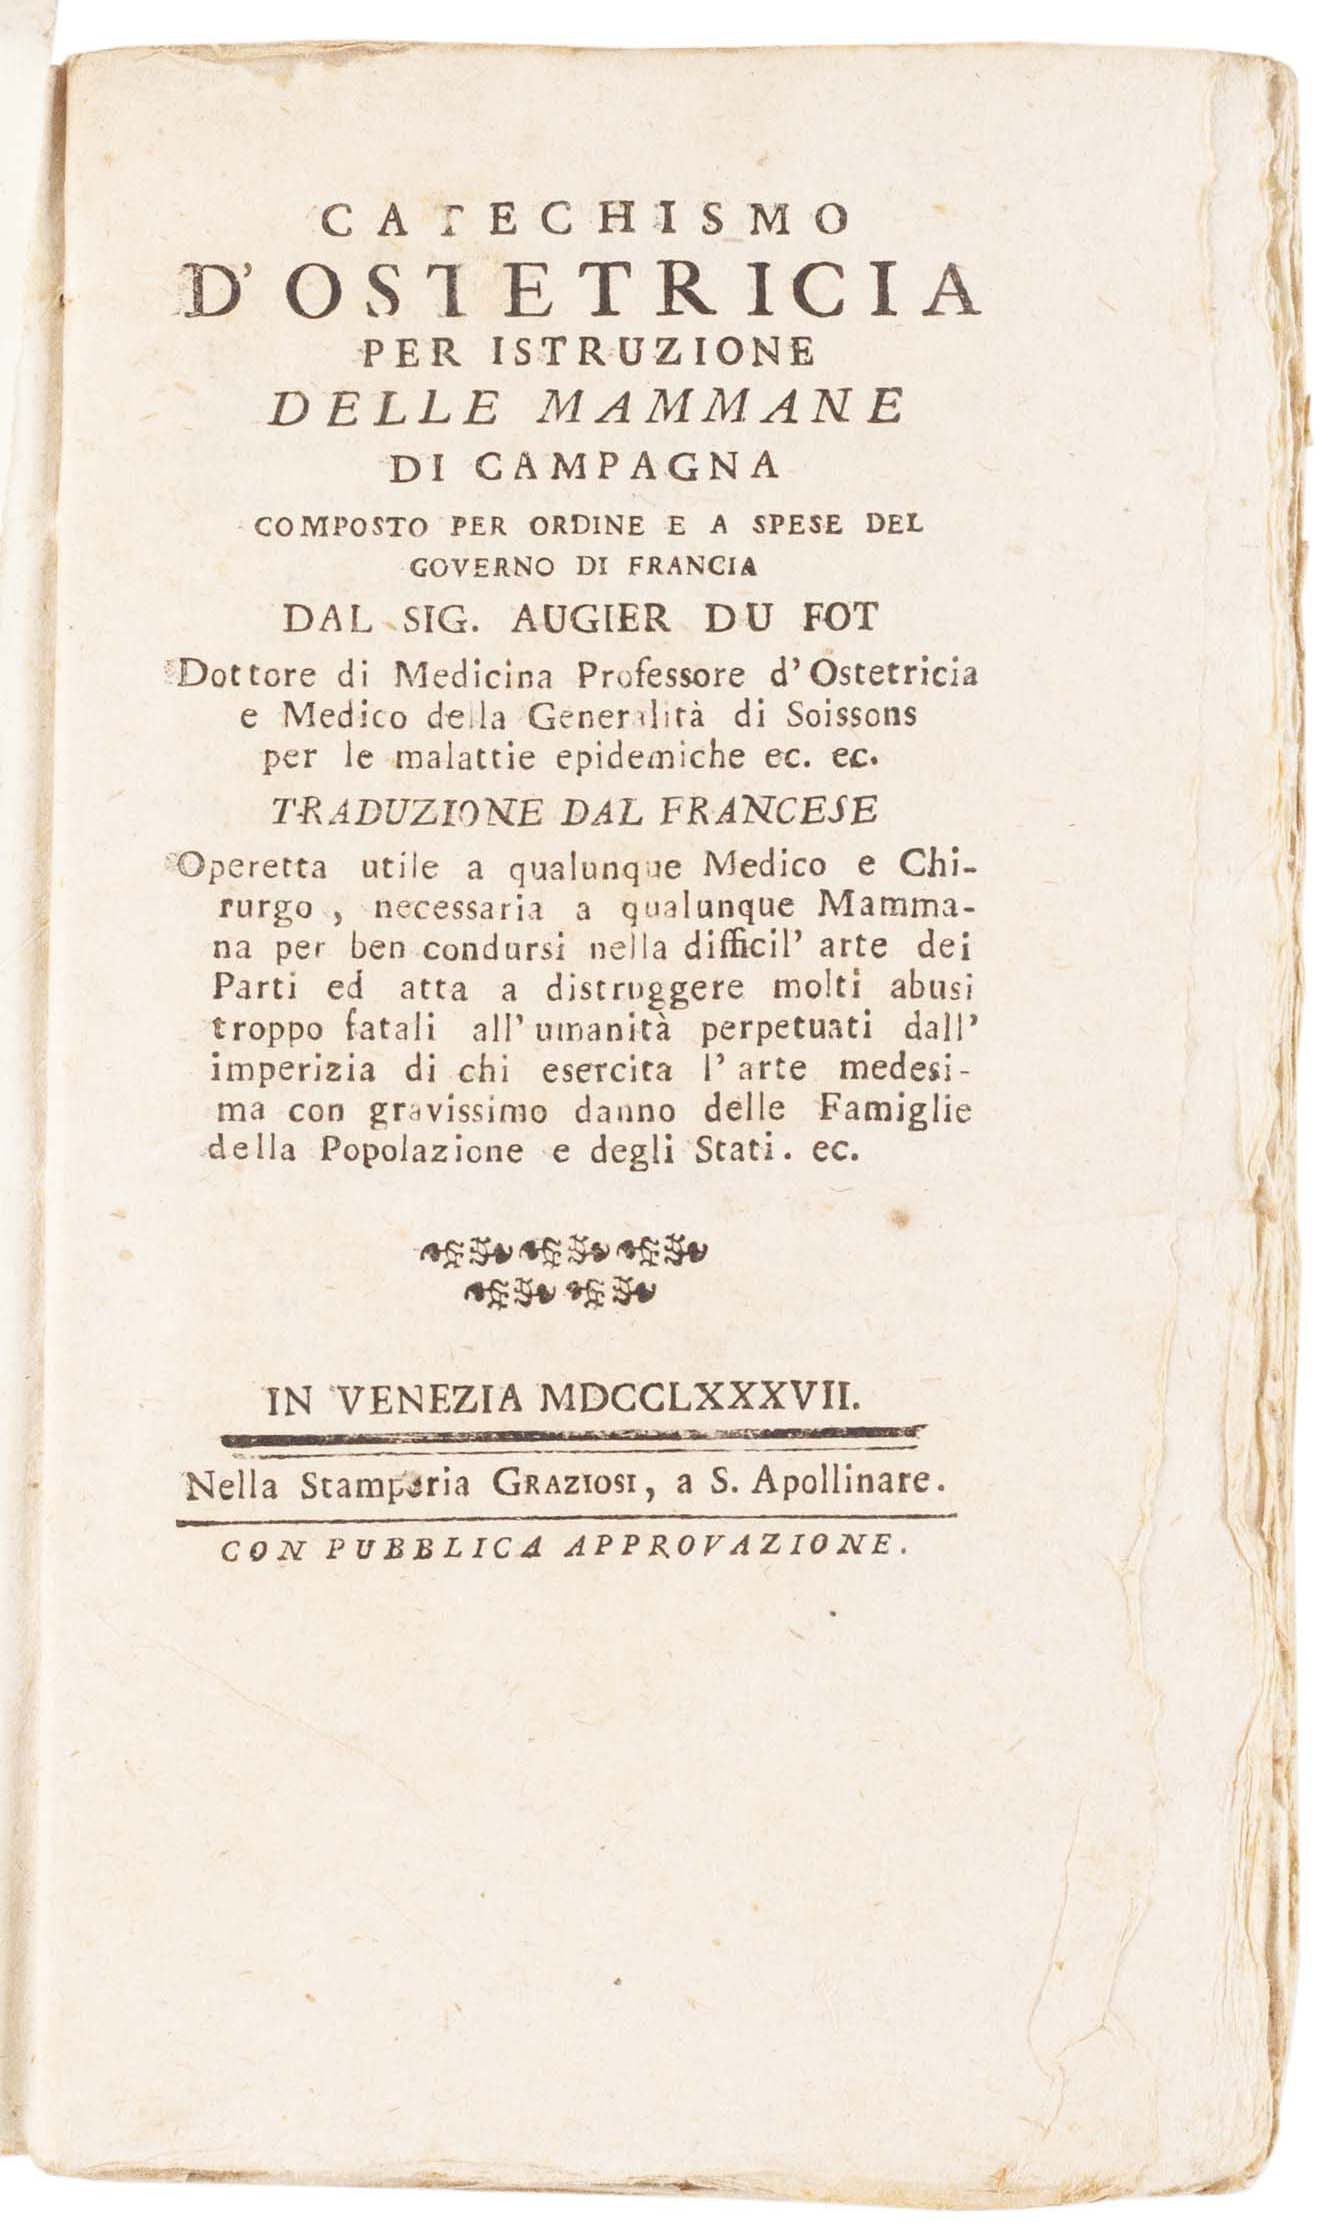 CATECHISMO
D'OSTETRICIA
PER ISTRUZIONE
DELLE MAMMANE
DI CAMPAGNA
COMPOSTO PER ORDINE E A SPESE DEL
GOVERNO DI FRANCIA
DAL SIG. AUGIER DU FOT
Dottore di Medicina Professore d'Ostetricia
e Medico della Generalità di Soissons
per le malattie epidemiche ec. ec.
TRADUZIONE DAL FRANCESE
Operetta utile a qualunque Medico e Chi-
rurgo, necessaria a qualunque Mamma-
na per ben condursi nella difficil' arte dei
Parti ed atta a distruggere molti abusi
troppo fatali all' umanità perpetuati dall'
imperizia di chi esercita l' arte medesi-
ma con gravissimo danno delle Famiglie
della Popolazione e degli Stati. ec.
IN VENEZIA MDCCLXXXVII.
Nella Stamperia GRAZIOSI, a S. Apollinare.
CON PUBBLICA APPROVAZIONE.